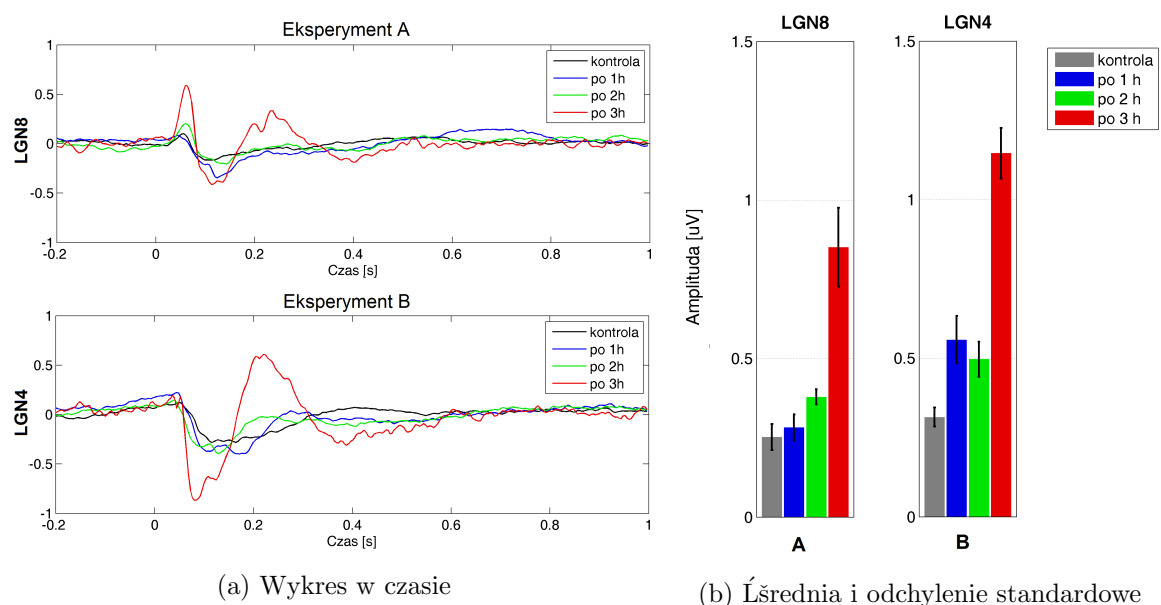 Eksperyment A
LGN8
1
0.5
0
-0.5
-1
kontrola
po 1h
po 2h
po 3h
-0.2 0 0.2 0.4 0.6 0.8 1
Czas [s]
Eksperyment B
LGN4
1
0.5
0
-0.5
-1
kontrola
po 1h
po 2h
po 3h
-0.2 0 0.2 0.4 0.6 0.8 1
Czas [s]
(a) Wykres w czasie
LGN8
Amplituda [uV]
1.5
1
0.5
0
A
LGN4
1.5
1
0.5
0
B
kontrola
po 1 h
po 2 h
po 3 h
(b) Ĺšrednia i odchylenie standardowe